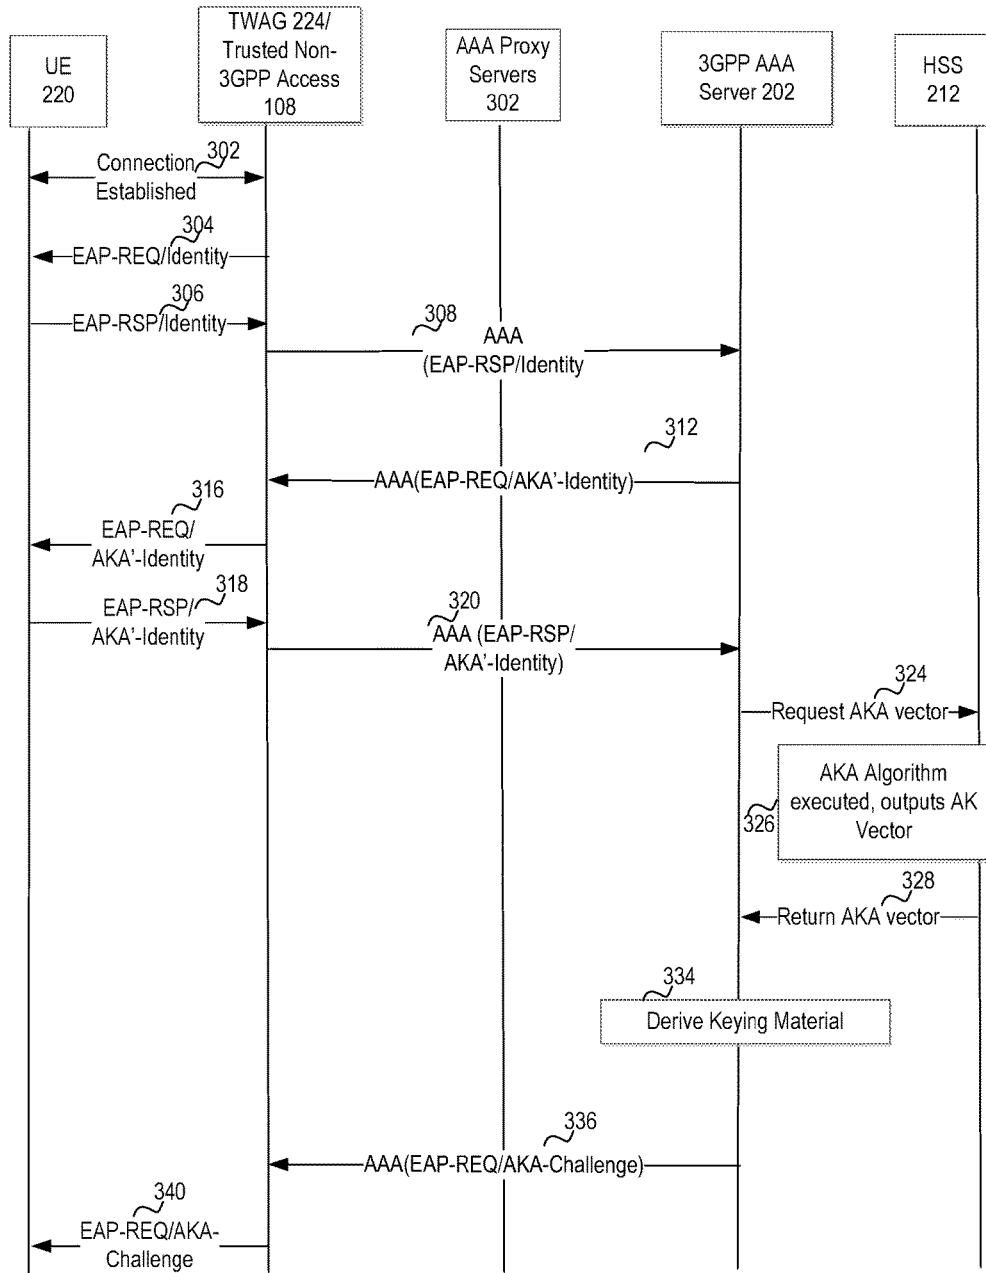 UE
220
TWAG 224/
Trusted Non-
3GPP Access
108
AAA Proxy
Servers
302
3GPP AAA
Server 202
HSS
212
302
Connection
Established
304
EAP-REQ/Identity
306
EAP-RSP/Identity
308
AAA
(EAP-RSP/Identity
312
AAA(EAP-REQ/AKA'-Identity)
316
EAP-REQ/
AKA'-Identity
318
EAP-RSP/
AKA'-Identity
320
AAA (EAP-RSP/
AKA'-Identity)
324
Request AKA vector
AKA Algorithm
executed, outputs AK
Vector
326
328
Return AKA vector
334
Derive Keying Material
336
AAA(EAP-REQ/AKA-Challenge)
340
EAP-REQ/AKA-
Challenge